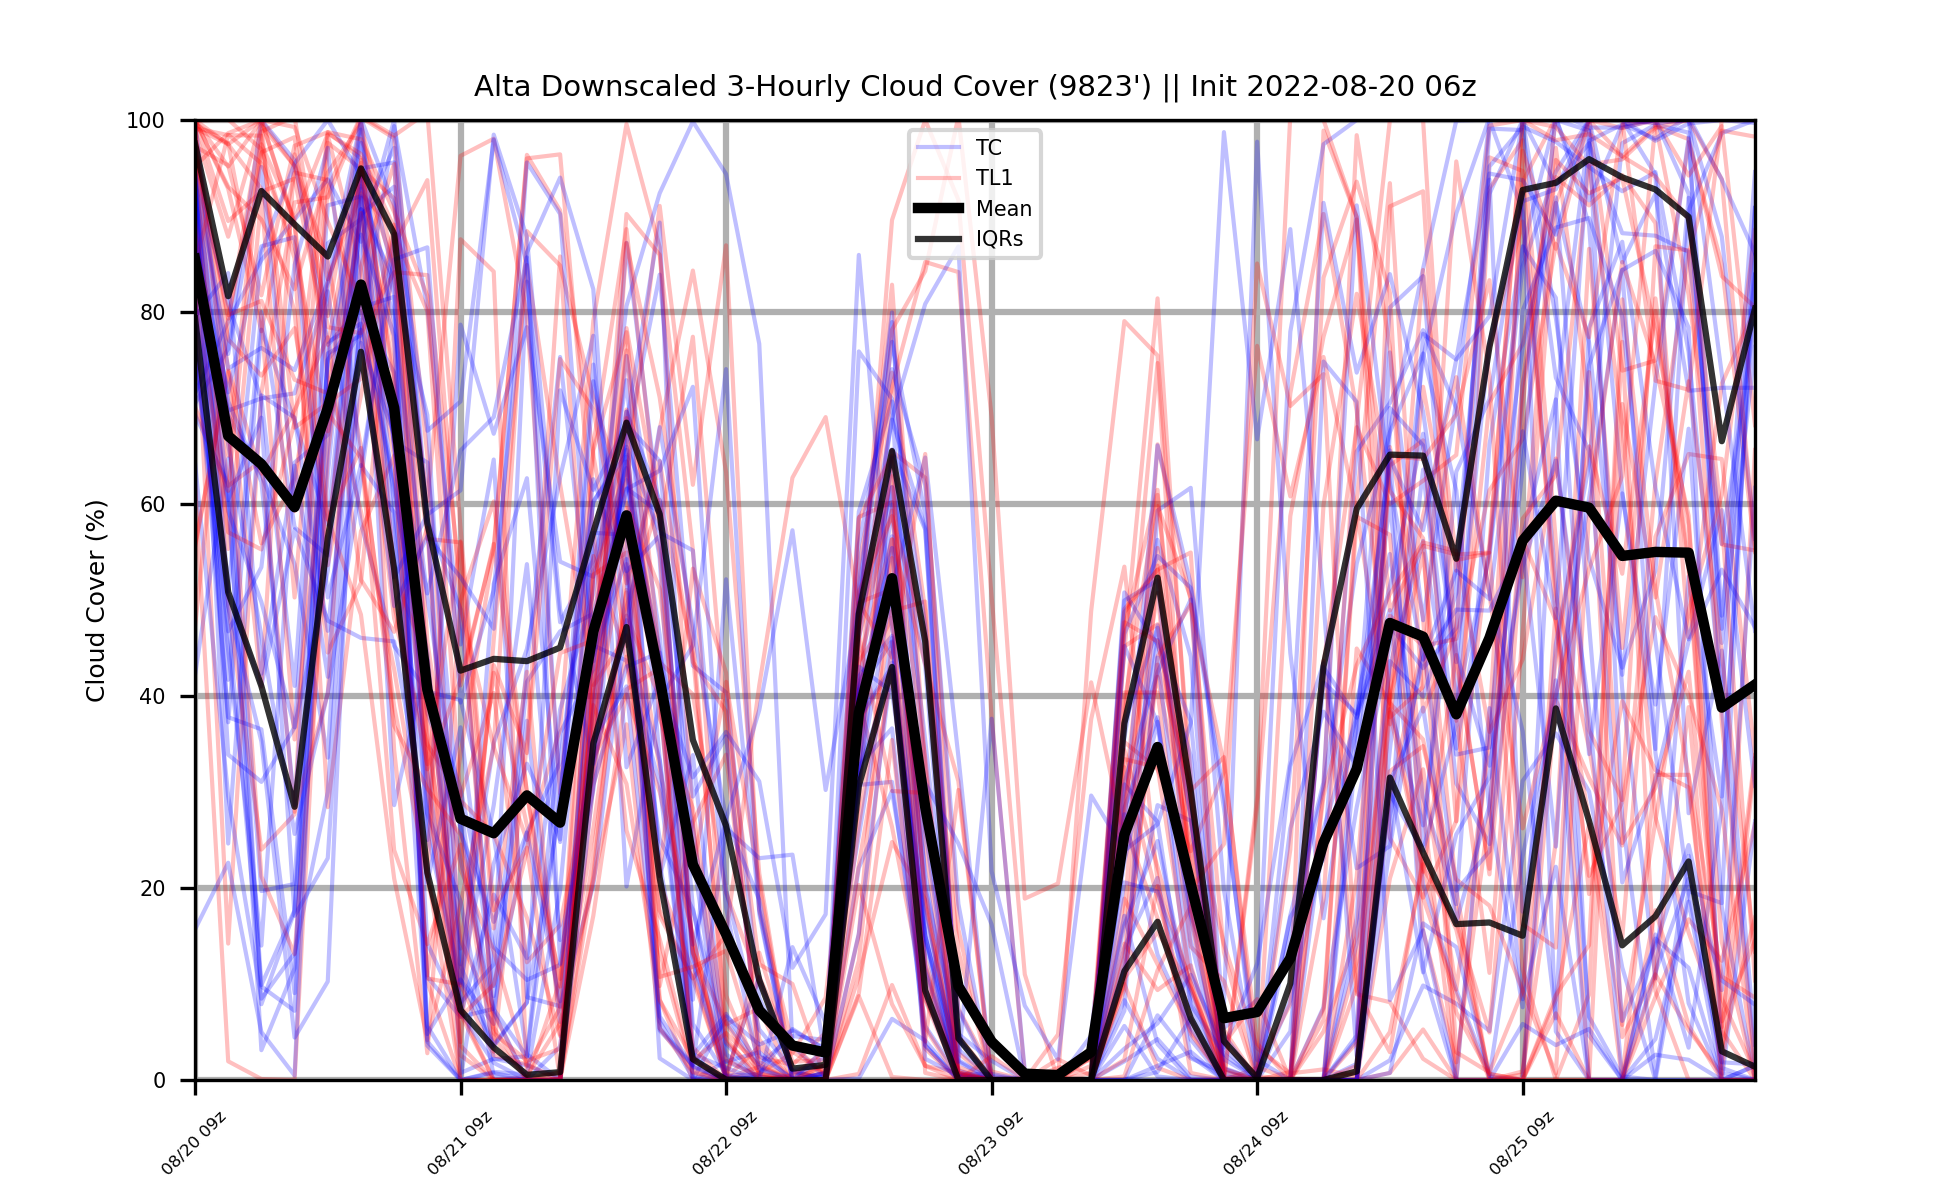 Alta Downscaled 3-Hourly Cloud Cover (9823') || Init 2022-08-20 06z
TC
TL1
Mean
IQRs
Cloud Cover (%)
100
80
60
40
20
0
08/20 09z
08/21 09z
08/22 09z
08/23 09z
08/24 09z
08/25 09z